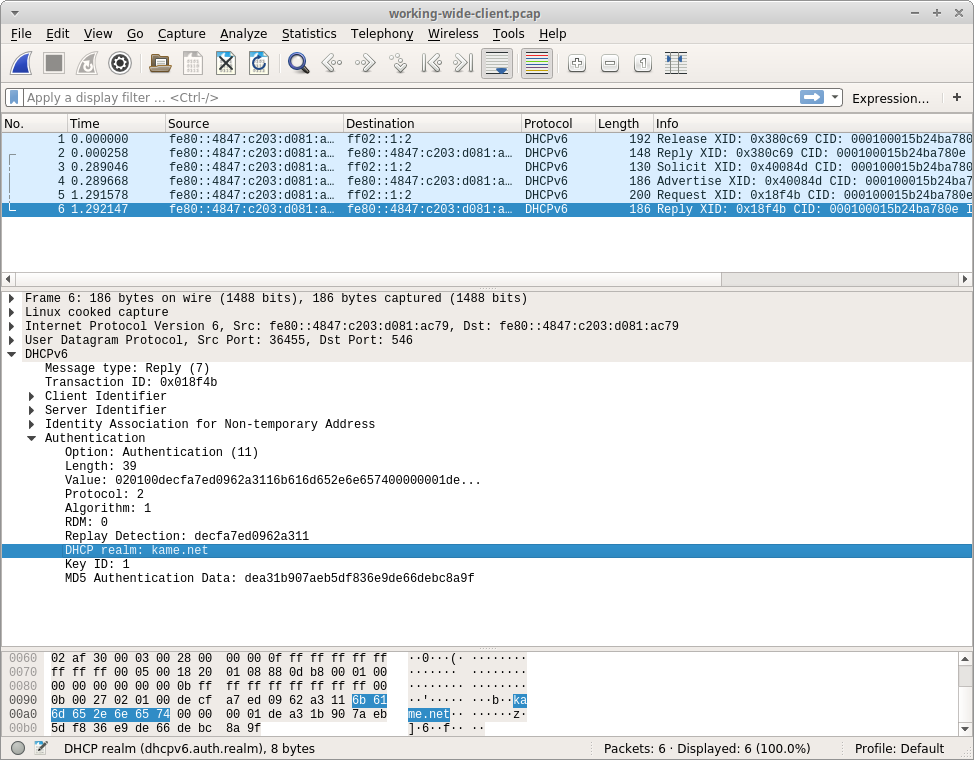 working-wide-client.pcap
File Edit View Go Capture Analyze Statistics Telephony Wireless Tools Help
Apply a display filter ... <Ctrl-/> Expression... +
No. Time Source Destination Protocol Length Info
1 0.000000 fe80::4847:c203:d081:a… ff02::1:2 DHCPv6 192 Release XID: 0x380c69 CID: 000100015b24ba780
2 0.000258 fe80::4847:c203:d081:a… fe80::4847:c203:d081:a… DHCPv6 148 Reply XID: 0x380c69 CID: 000100015b24ba780e
3 0.289046 fe80::4847:c203:d081:a… ff02::1:2 DHCPv6 130 Solicit XID: 0x40084d CID: 000100015b24ba780
4 0.289668 fe80::4847:c203:d081:a… fe80::4847:c203:d081:a… DHCPv6 186 Advertise XID: 0x40084d CID: 000100015b24ba7
5 1.291578 fe80::4847:c203:d081:a… ff02::1:2 DHCPv6 200 Request XID: 0x18f4b CID: 000100015b24ba780e
6 1.292147 fe80::4847:c203:d081:a… fe80::4847:c203:d081:a… DHCPv6 186 Reply XID: 0x18f4b CID: 000100015b24ba780e I
Frame 6: 186 bytes on wire (1488 bits), 186 bytes captured (1488 bits)
Linux cooked capture
Internet Protocol Version 6, Src: fe80::4847:c203:d081:ac79, Dst: fe80::4847:c203:d081:ac79
User Datagram Protocol, Src Port: 36455, Dst Port: 546
DHCPv6
Message type: Reply (7)
Transaction ID: 0x018f4b
Client Identifier
Server Identifier
Identity Association for Non-temporary Address
Authentication
Option: Authentication (11)
Length: 39
Value: 020100decfa7ed0962a3116b616d652e6e657400000001de...
Protocol: 2
Algorithm: 1
RDM: 0
Replay Detection: decfa7ed0962a311
DHCP realm: kame.net
Key ID: 1
MD5 Authentication Data: dea31b907aeb5df836e9de66debc8a9f
0060 02 af 30 00 03 00 28 00 00 00 0f ff ff ff ff ff ··0···(· ········
0070 ff ff ff 00 05 00 18 20 01 08 88 0d b8 00 01 00 ······· ········
0080 00 00 00 00 00 00 0b ff ff ff ff ff ff ff ff 00 ········ ········
0090 0b 00 27 02 01 00 de cf a7 ed 09 62 a3 11 6b 61 ··'····· ···b··ka
00a0 6d 65 2e 6e 65 74 00 00 00 01 de a3 1b 90 7a eb me.net·· ······z·
00b0 5d f8 36 e9 de 66 de bc 8a 9f ]·6··f·· ··
DHCP realm (dhcpv6.auth.realm), 8 bytes Packets: 6 · Displayed: 6 (100.0%) Profile: Default